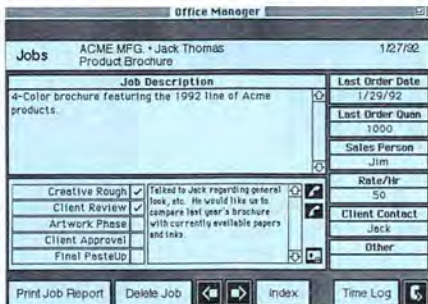 Office Manager
Jobs
ACME MFG. • Jack Thomas
Product Brochure
1/27/92
Job Description
4-Color brochure featuring the 1992 line of Acme
products.
Last Order Date
1/29/92
Last Order Quan
1000
Sales Person
Jim
Rate/Hr
50
Client Contact
Jack
Other
Creative Rough
Client Review
Artwork Phase
Client Approval
Final PasteUp
Talked to Jack regarding general
look, etc. He would like us to
compare last year's brochure
with currently available papers
and inks.
Print Job Report
Delete Job
Index
Time Log